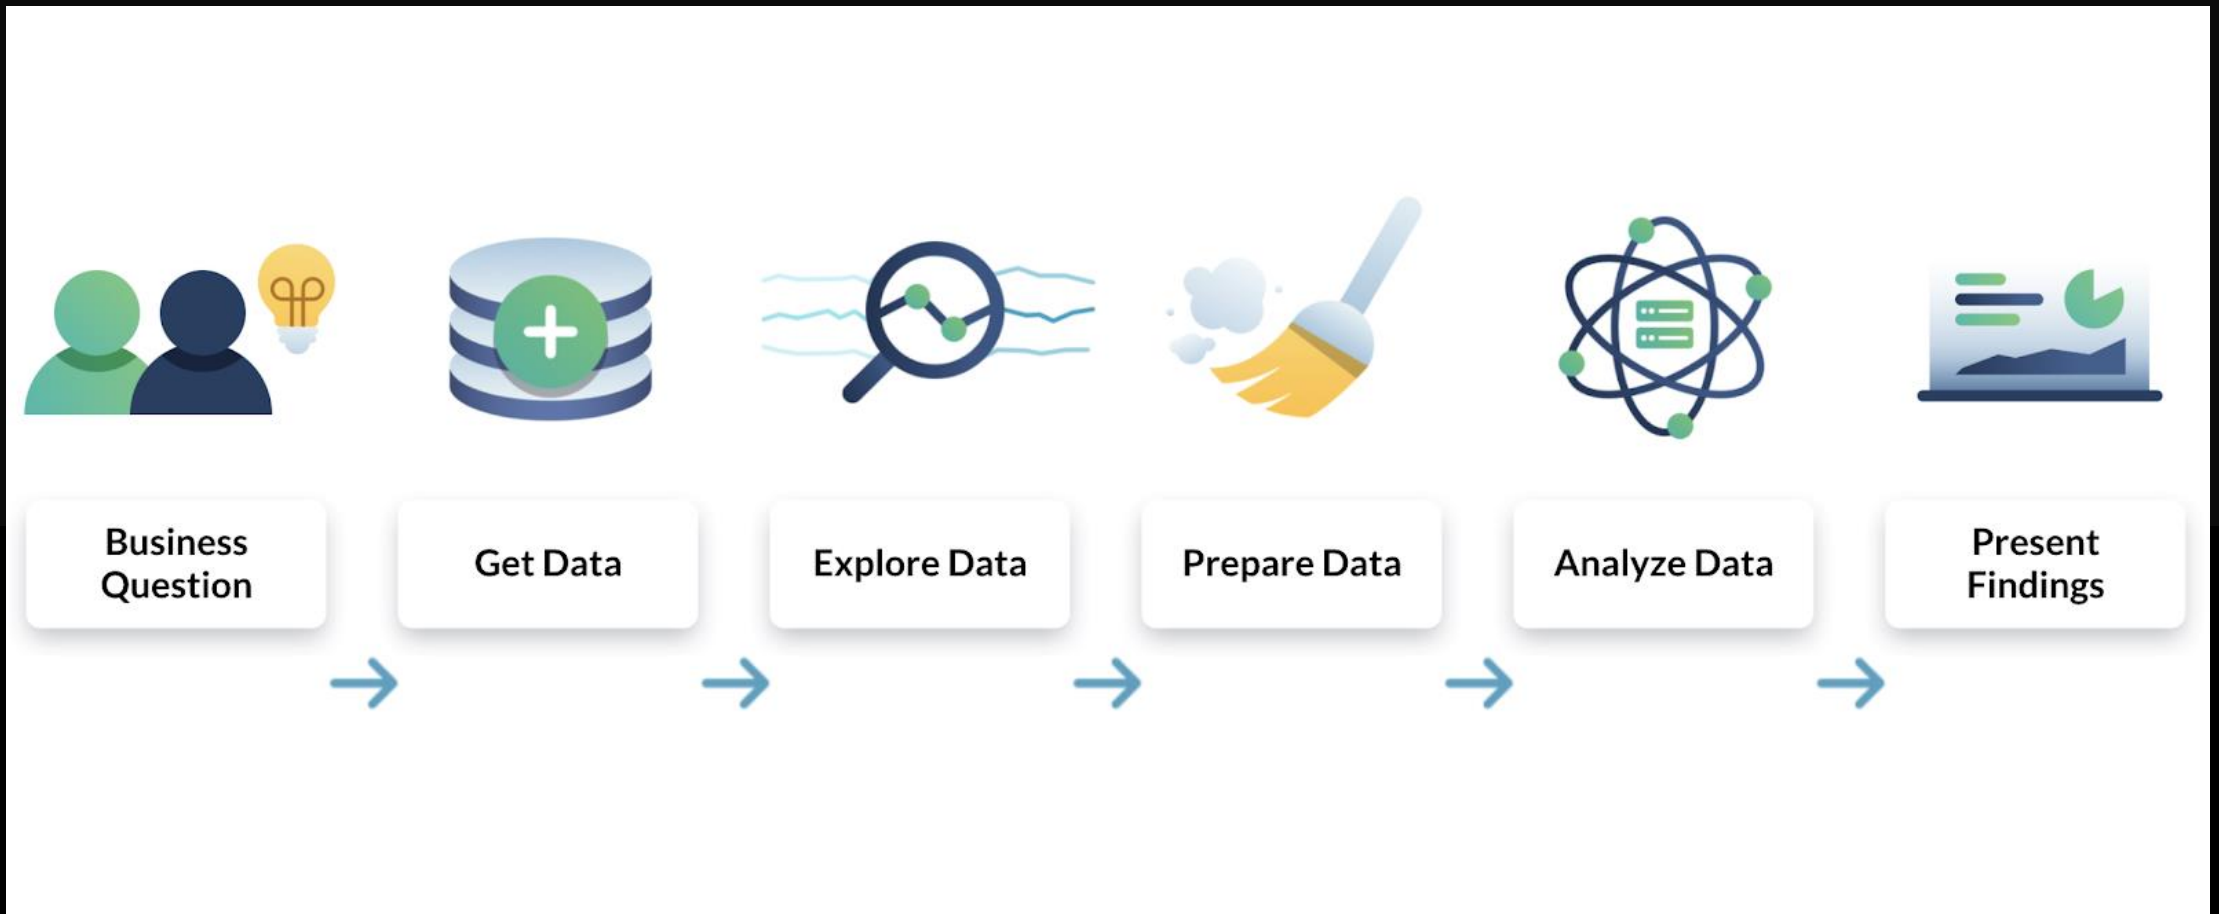 Business
Question
Get Data
Explore Data
Prepare Data
Analyze Data
Present
Findings